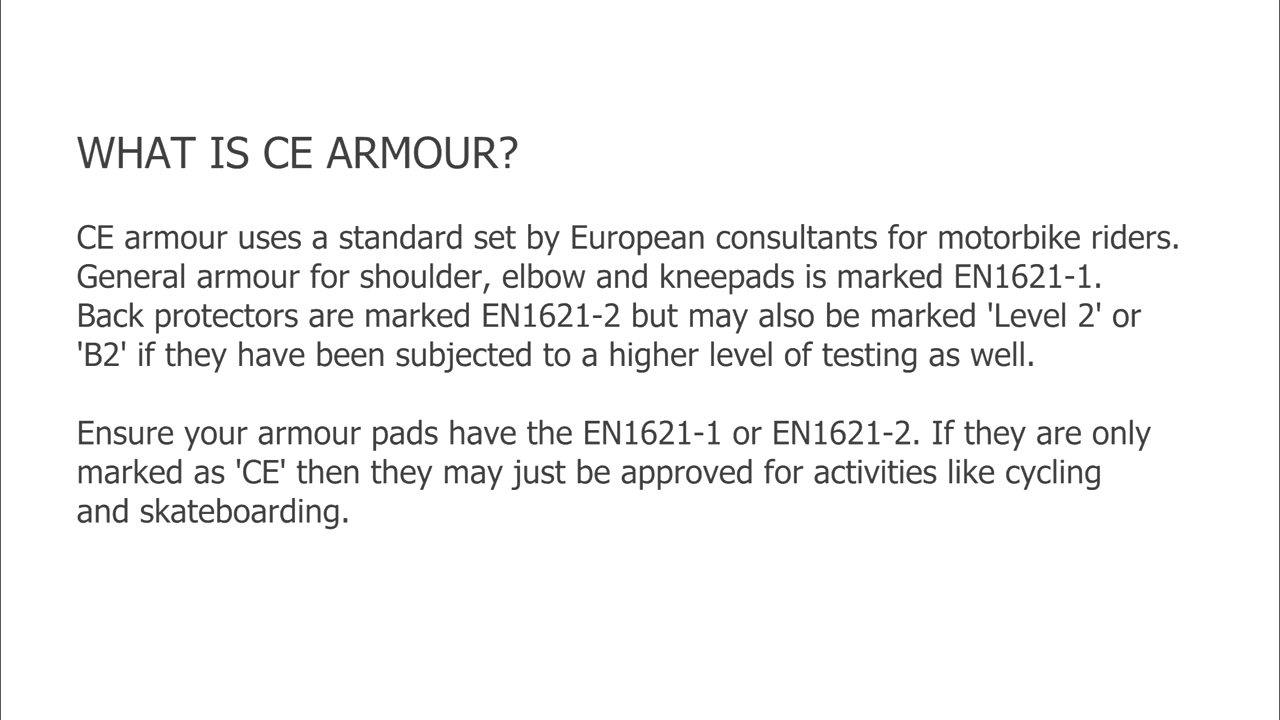 WHAT IS CE ARMOUR?
CE armour uses a standard set by European consultants for motorbike riders.
General armour for shoulder, elbow and kneepads is marked EN1621-1.
Back protectors are marked EN1621-2 but may also be marked 'Level 2' or
'B2' if they have been subjected to a higher level of testing as well.
Ensure your armour pads have the EN1621-1 or EN1621-2. If they are only
marked as 'CE' then they may just be approved for activities like cycling
and skateboarding.